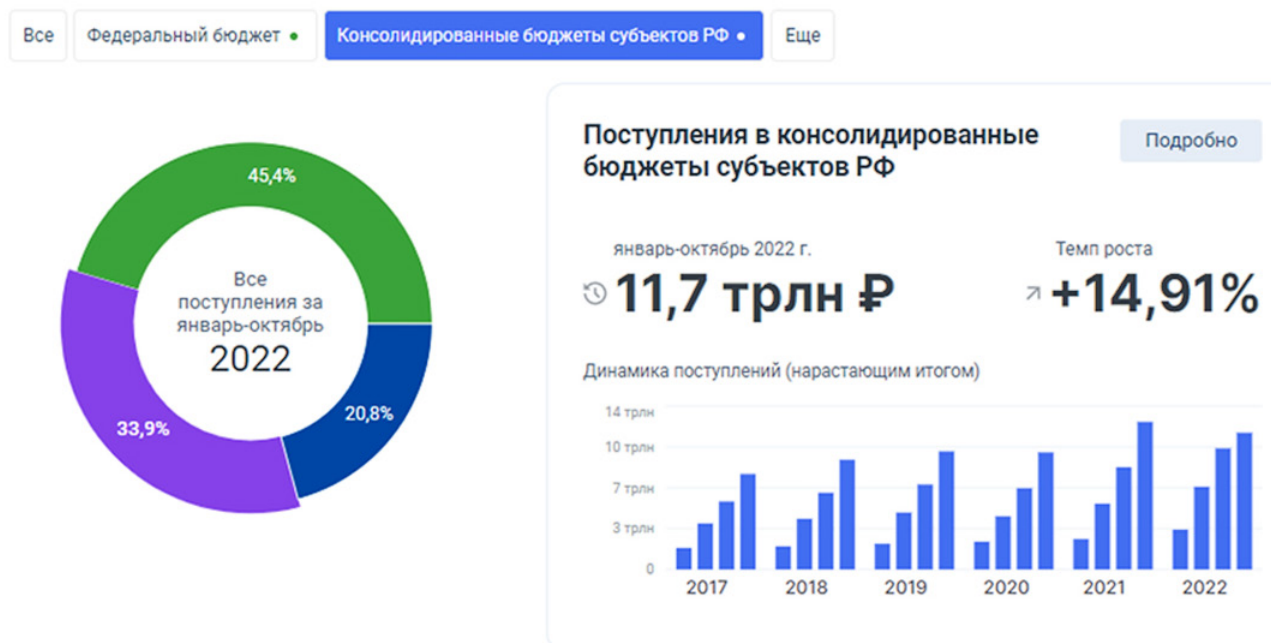 Все
Федеральный бюджет
Консолидированные бюджеты субъектов РФ
Еще
45,4%
33,9%
20,8%
Все
поступления за
январь-октябрь
2022
Поступления в консолидированные
бюджеты субъектов РФ
Подробно
январь-октябрь 2022 г.
11,7 трлн ₽
Темп роста
+14,91%
Динамика поступлений (нарастающим итогом)
14 трлн
10 трлн
7 трлн
3 трлн
0
2017
2018
2019
2020
2021
2022